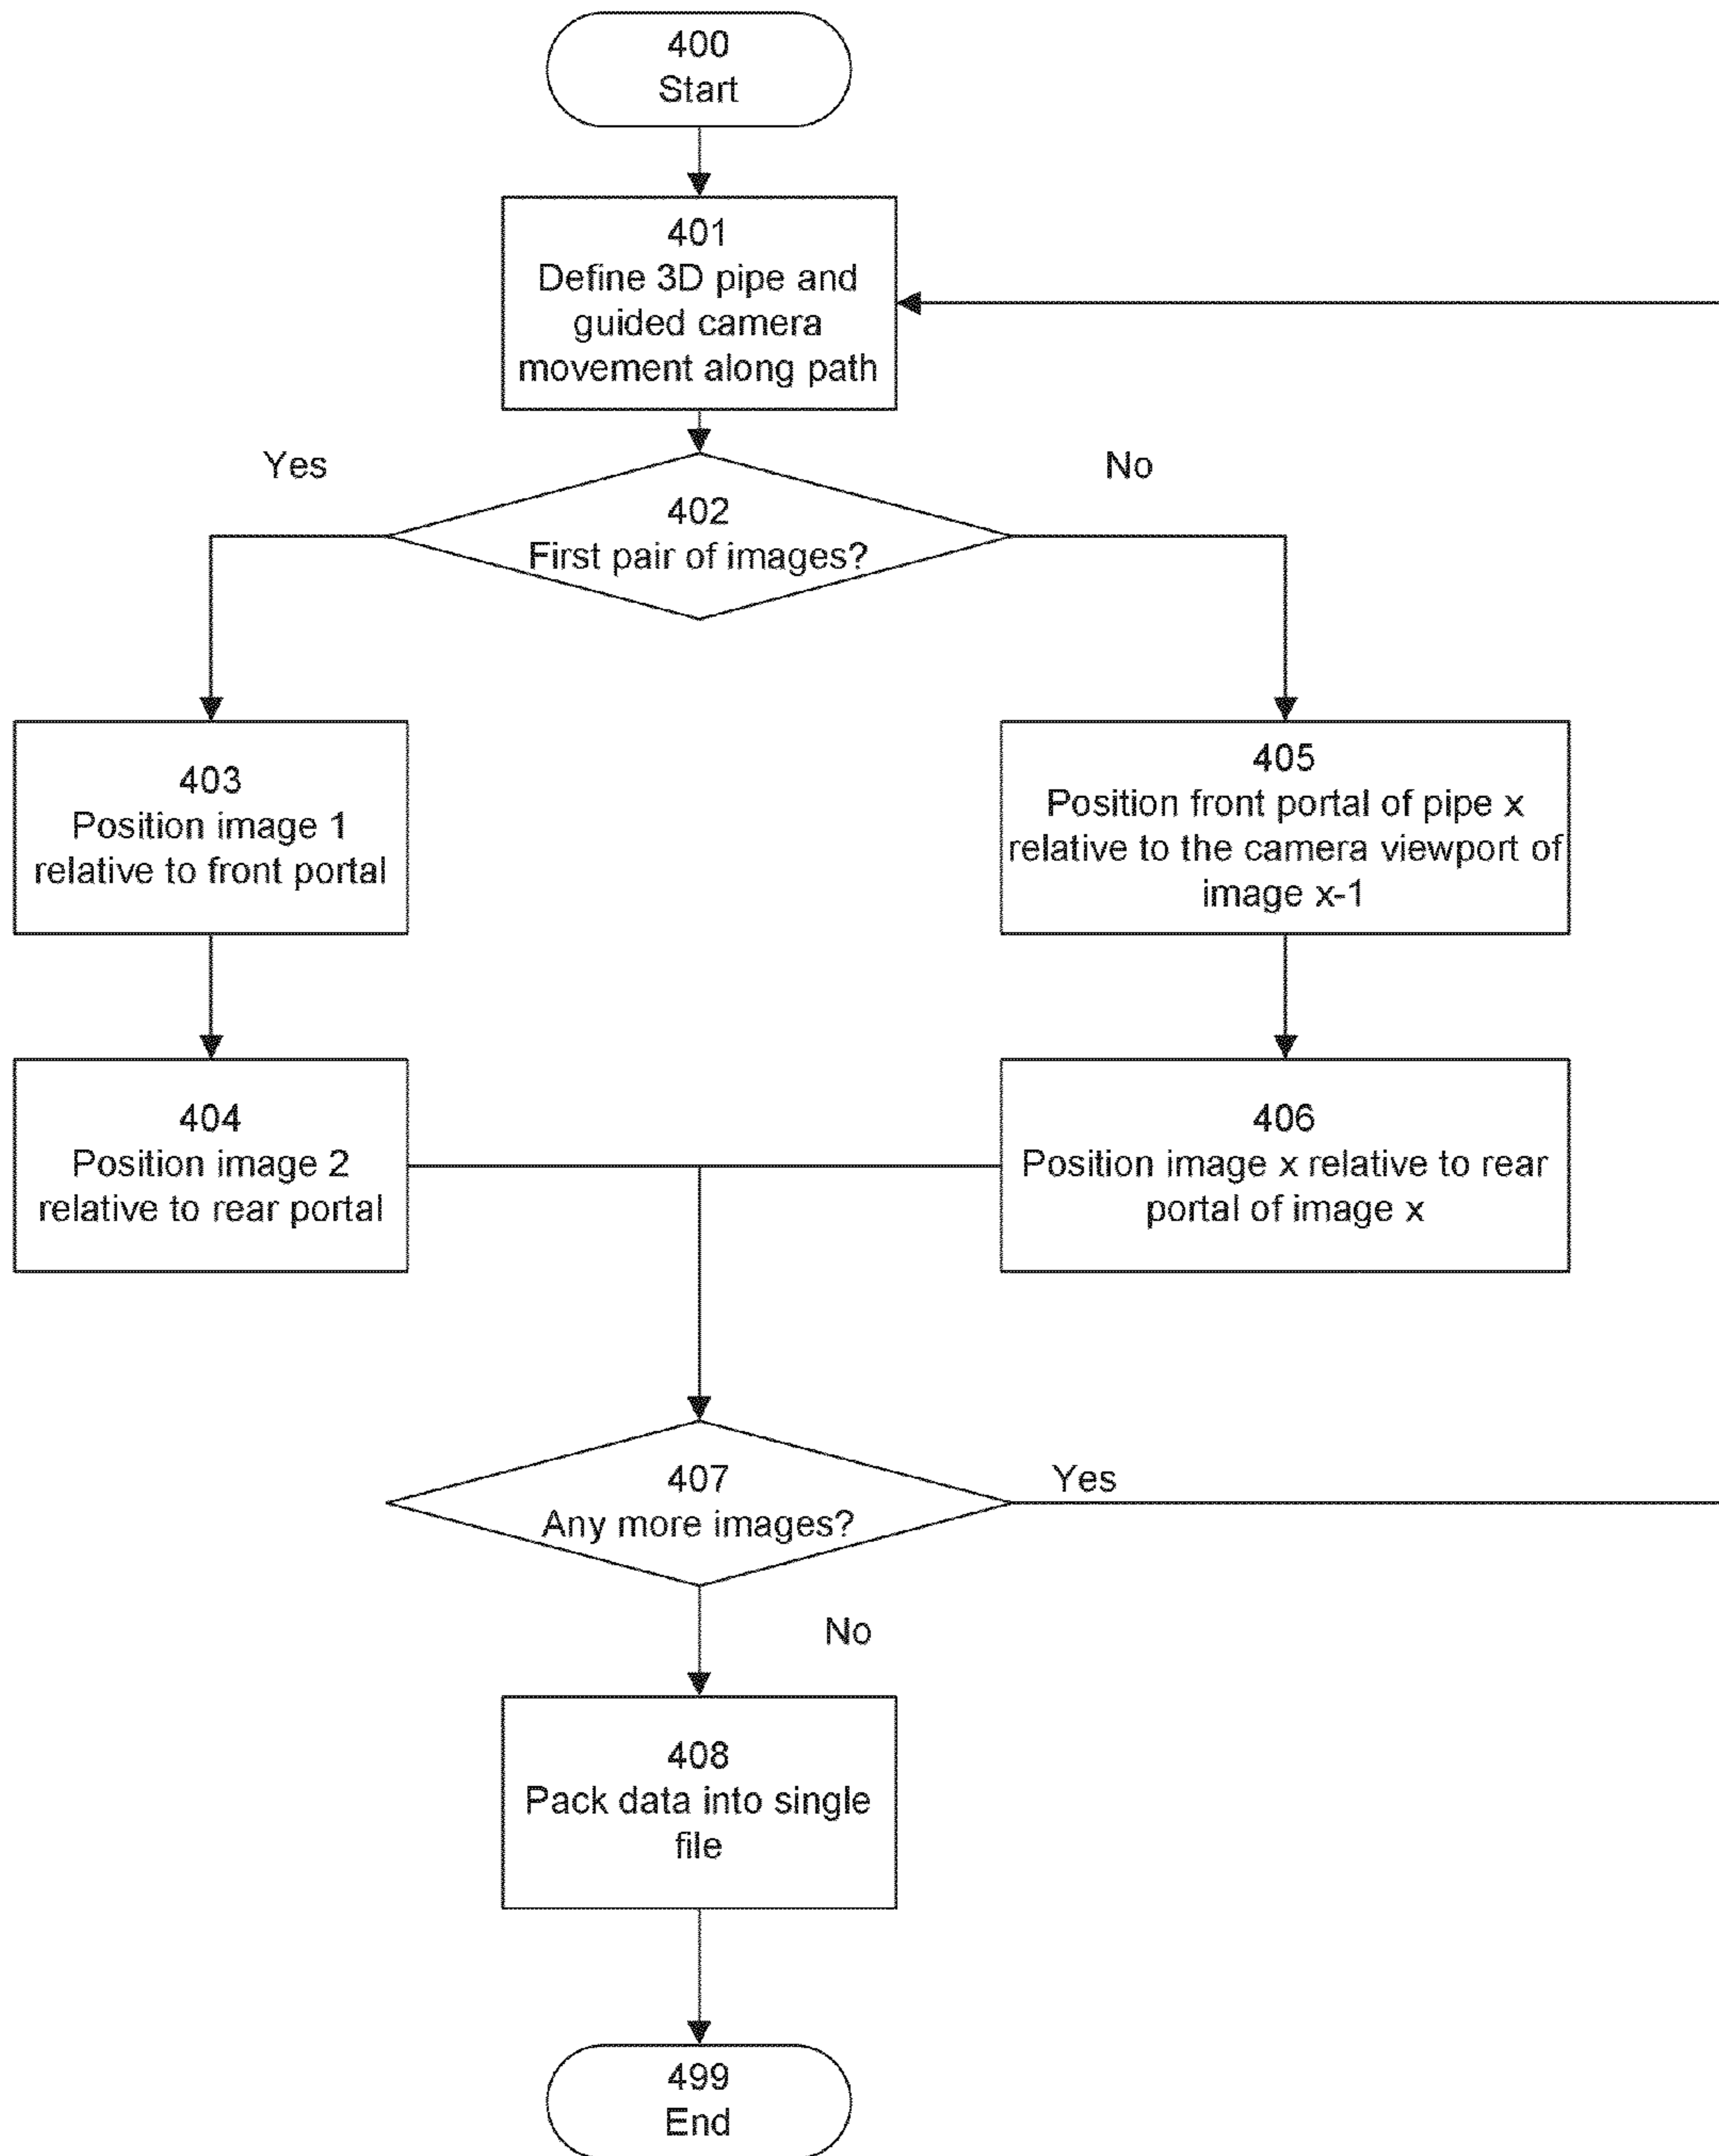 400
Start
401
Define 3D pipe and
guided camera
movement along path
Yes
No
402
First pair of images?
403
Position image 1
relative to front portal
405
Position front portal of pipe x
relative to the camera viewport of
image x-1
404
Position image 2
relative to rear portal
406
Position image x relative to rear
portal of image x
407
Any more images?
Yes
No
408
Pack data into single
file
499
End